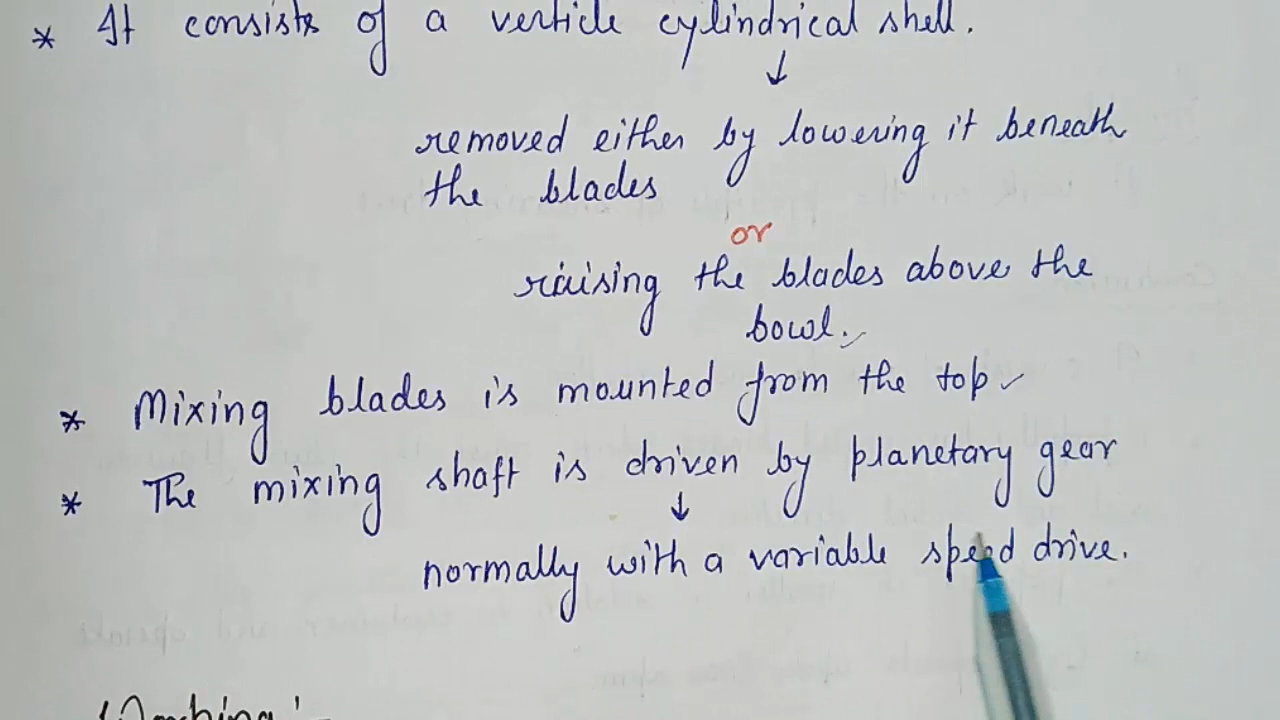 * It consists of a verticle cylindrical shell.
↓
removed either by lowering it beneath
the blades
or
raising the blades above the
bowl.
* Mixing blades is mounted from the top
* The mixing shaft is driven by planetary gear
↓
normally with a variable speed drive.
Working :-